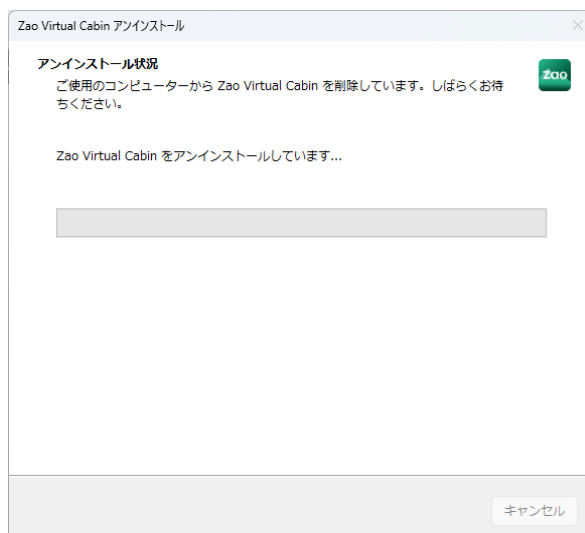 Zao Virtual Cabin アンインストール
アンインストール状況
zao
ご使用のコンピューターから Zao Virtual Cabin を削除しています。しばらくお待
ちください。
Zao Virtual Cabin をアンインストールしています...
キャンセル